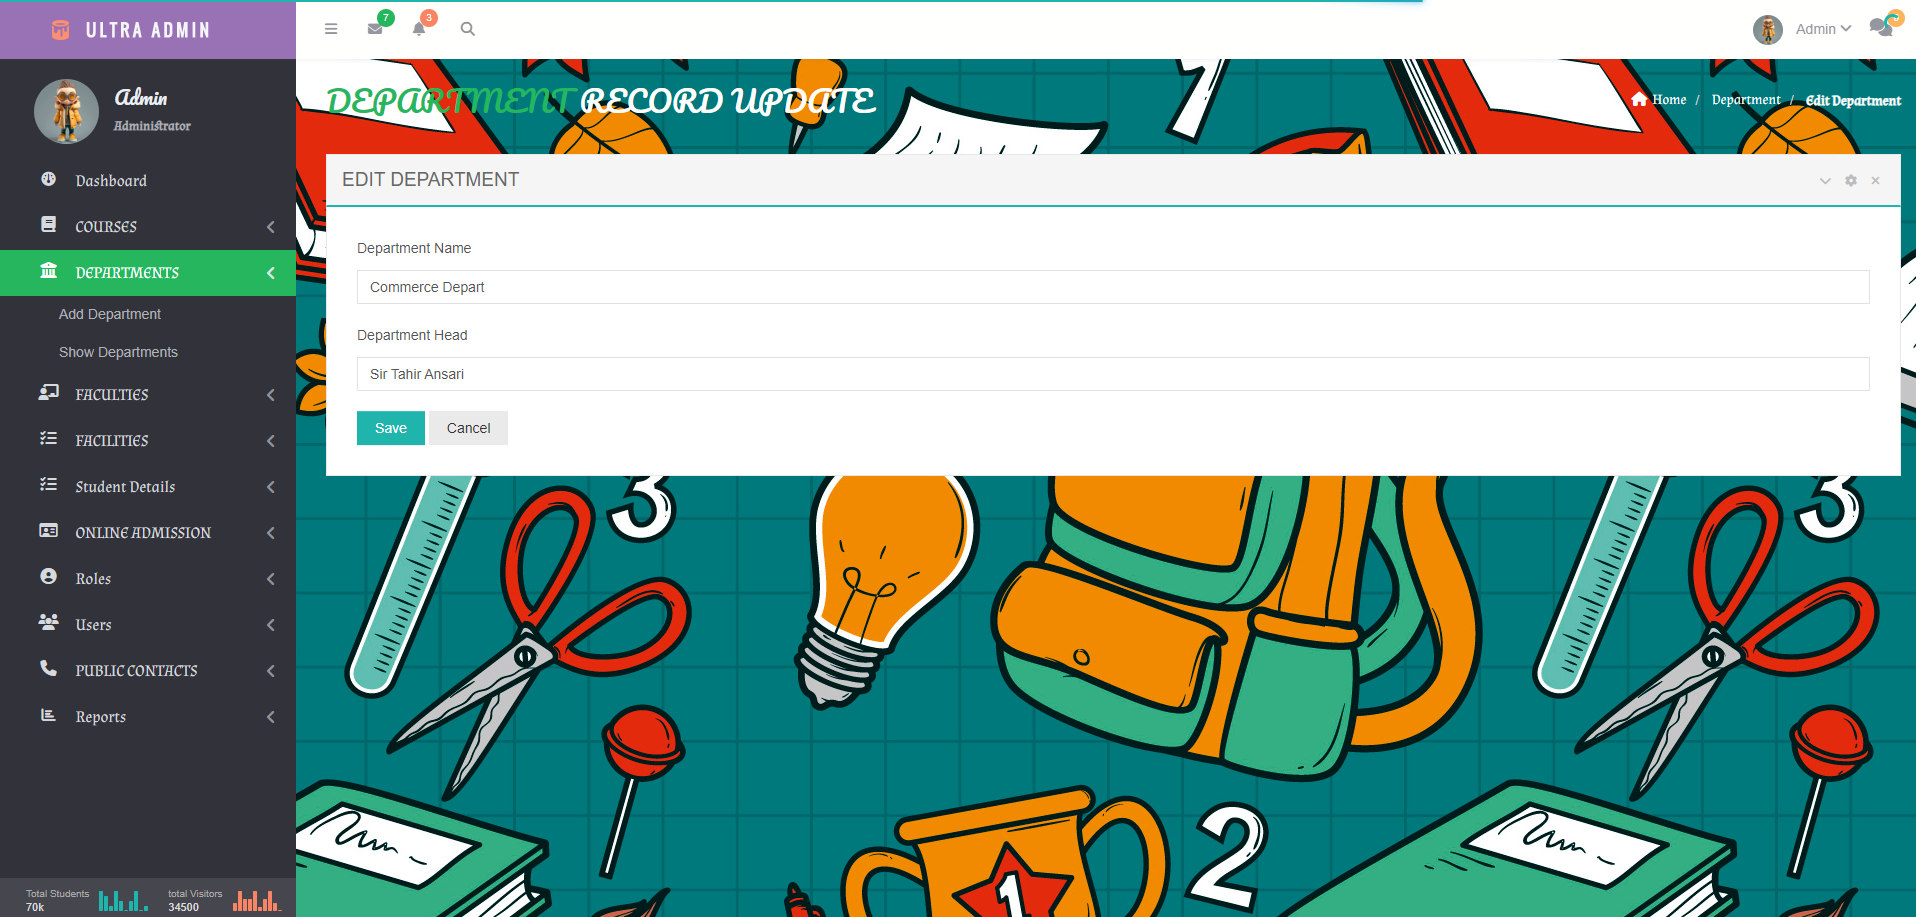 ULTRA ADMIN
7
3
Admin
Admin
Administrator
DEPARTMENT RECORD UPDATE
Home / Department / Edit Department
Dashboard
COURSES
DEPARTMENTS
Add Department
Show Departments
FACULTIES
FACILITIES
Student Details
ONLINE ADMISSION
Roles
Users
PUBLIC CONTACTS
Reports
EDIT DEPARTMENT
Department Name
Commerce Depart
Department Head
Sir Tahir Ansari
Save Cancel
1
3
3
2
1
Total Students
70k
total Visitors
34500